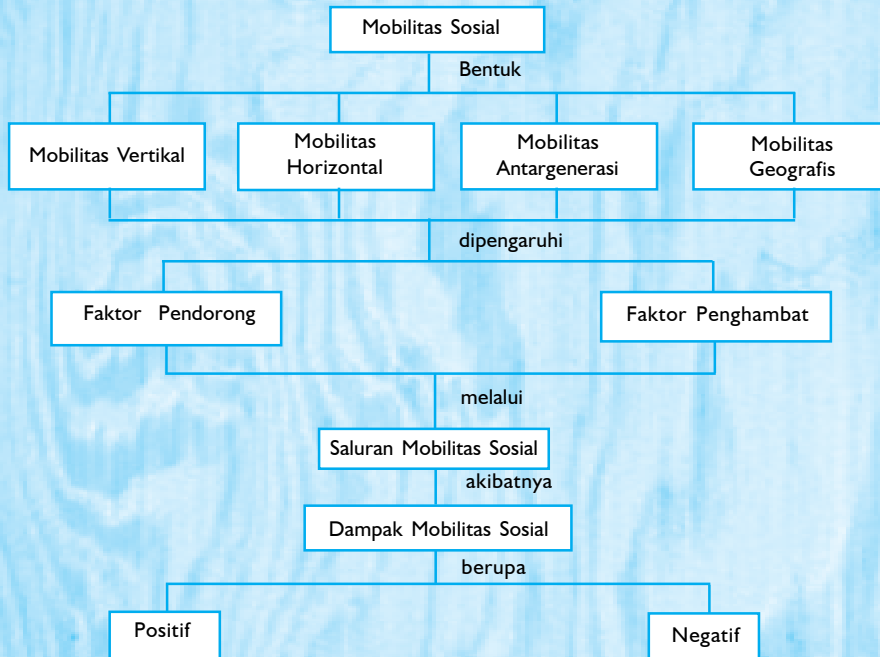 Mobilitas Sosial
Bentuk
Mobilitas Vertikal
Mobilitas
Horizontal
Mobilitas
Antargenerasi
Mobilitas
Geografis
dipengaruhi
Faktor Pendorong
Faktor Penghambat
melalui
Saluran Mobilitas Sosial
akibatnya
Dampak Mobilitas Sosial
berupa
Positif
Negatif